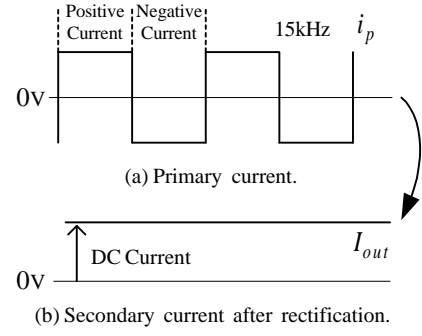 Positive Current
Negative Current
15kHz
i_p
0v
(a) Primary current.
I_out
DC Current
0v
(b) Secondary current after rectification.